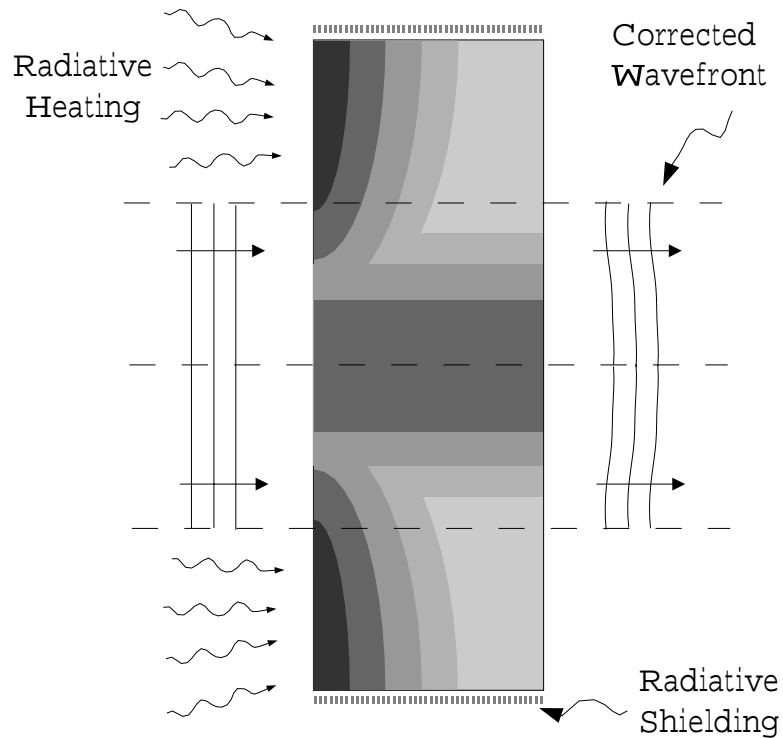 Radiative
Heating
Corrected
Wavefront
Radiative
Shielding